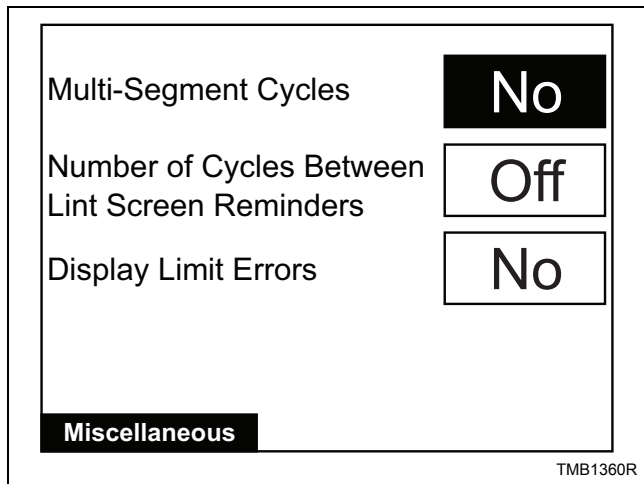 Multi-Segment Cycles
No
Number of Cycles Between
Lint Screen Reminders
Off
Display Limit Errors
No
Miscellaneous
TMB1360R